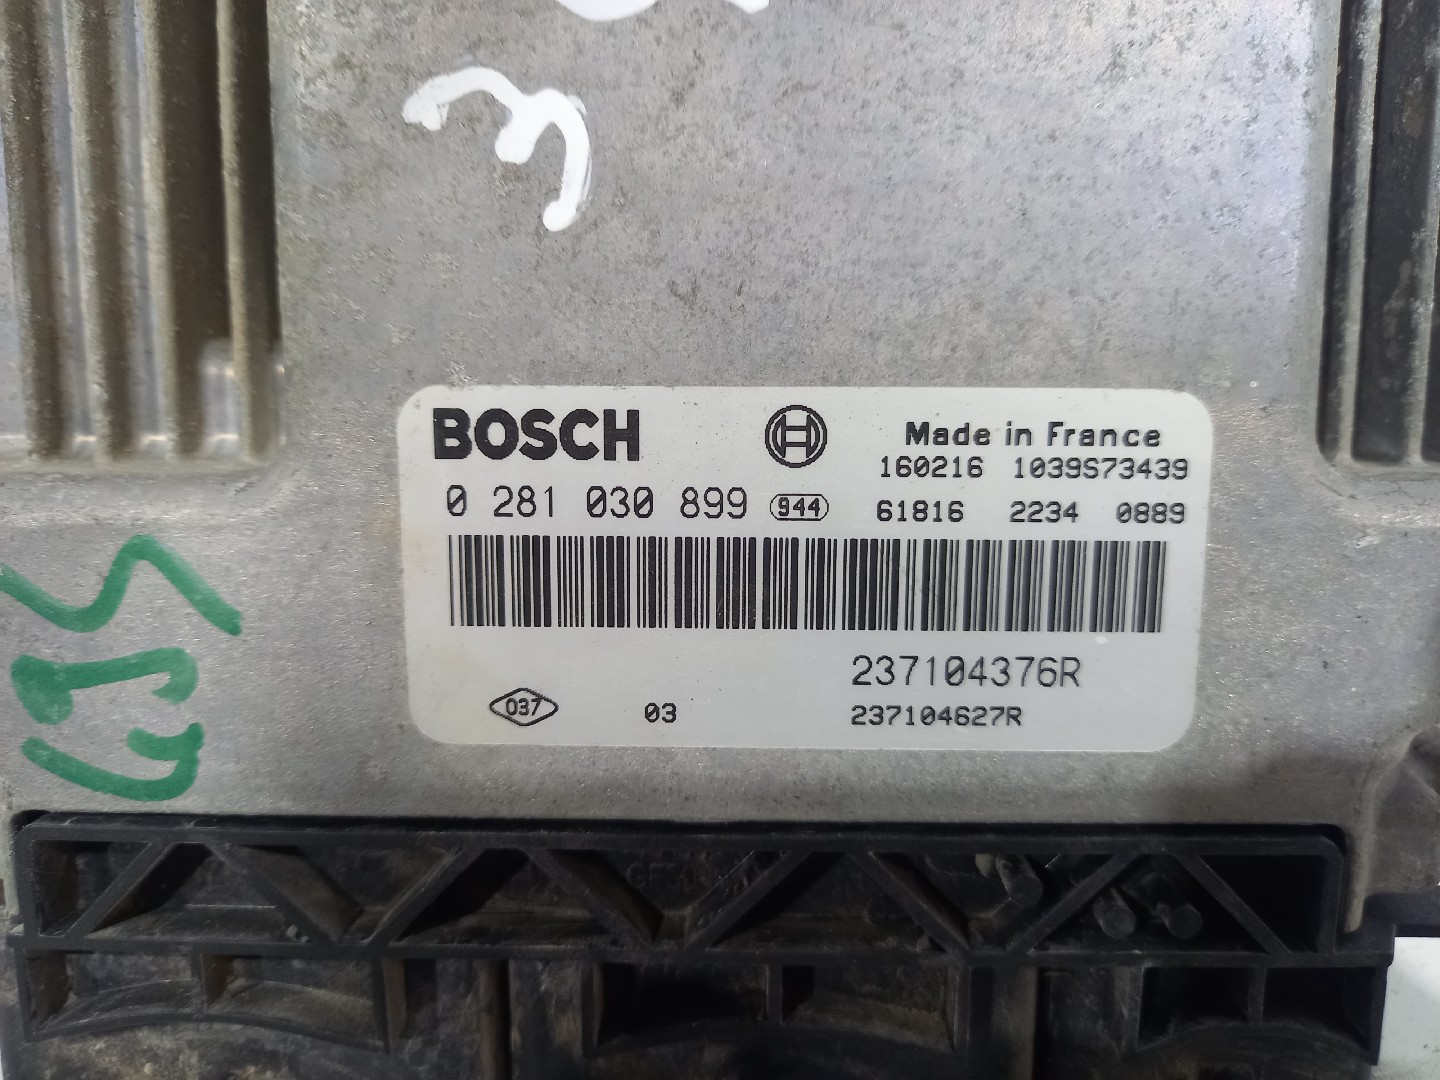 BOSCH
Made in France
160216 1039S73439
0 281 030 899 944
61816 2234 0889
237104376R
037 03 237104627R